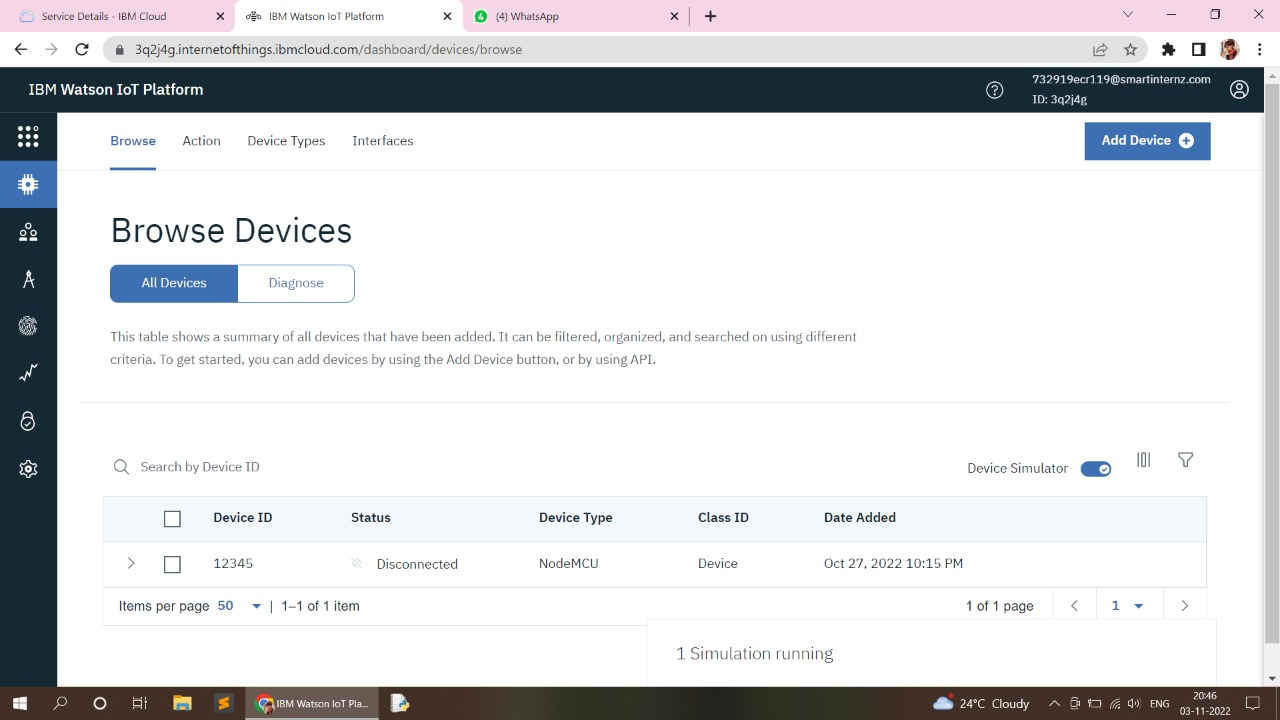 Service Details - IBM Cloud
IBM Watson IoT Platform
4 (4) WhatsApp
3q2j4g.internetofthings.ibmcloud.com/dashboard/devices/browse
IBM Watson IoT Platform
732919ecr119@smartinternz.com
ID: 3q2j4g
Browse Action Device Types Interfaces
Add Device
Browse Devices
All Devices Diagnose
This table shows a summary of all devices that have been added. It can be filtered, organized, and searched on using different
criteria. To get started, you can add devices by using the Add Device button, or by using API.
Search by Device ID
Device Simulator
Device ID Status Device Type Class ID Date Added
12345 Disconnected NodeMCU Device Oct 27, 2022 10:15 PM
Items per page 50 | 1–1 of 1 item
1 of 1 page 1
1 Simulation running
IBM Watson IoT Pla...
24°C Cloudy
ENG
20:46
03-11-2022